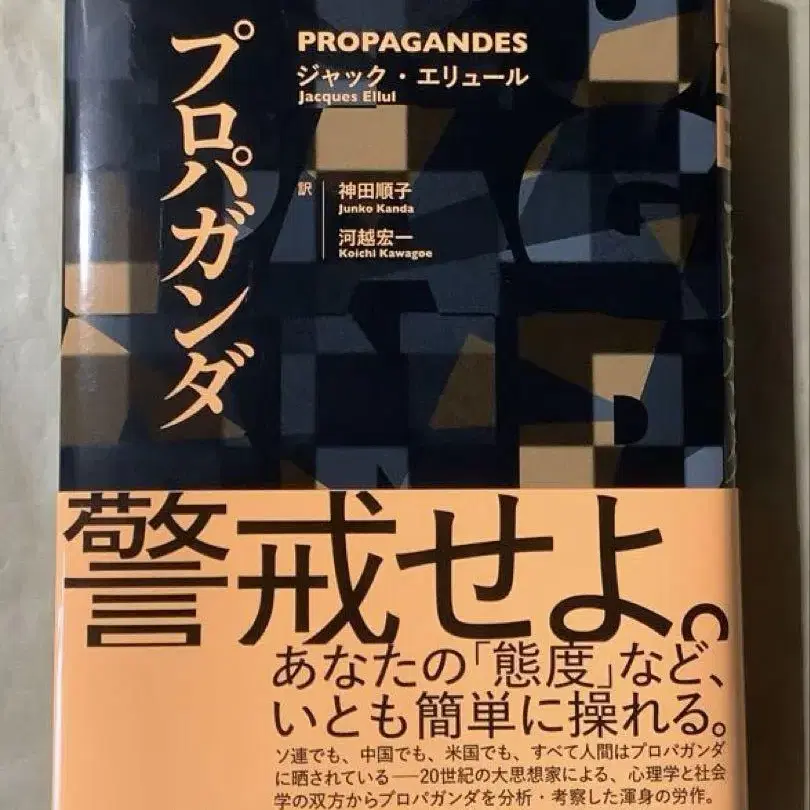 プロパガンダ
PROPAGANDES
ジャック・エリュール
Jacques Ellul
訳
神田順子
Junko Kanda
河越宏一
Koichi Kawagoe
警戒せよ。
あなたの「態度」など、
いとも簡単に操れる。
ソ連でも、中国でも、米国でも、すべて人間はプロパガンダ
に晒されている——20世紀の大思想家による、心理学と社会
学の双方からプロパガンダを分析・考察した渾身の労作。